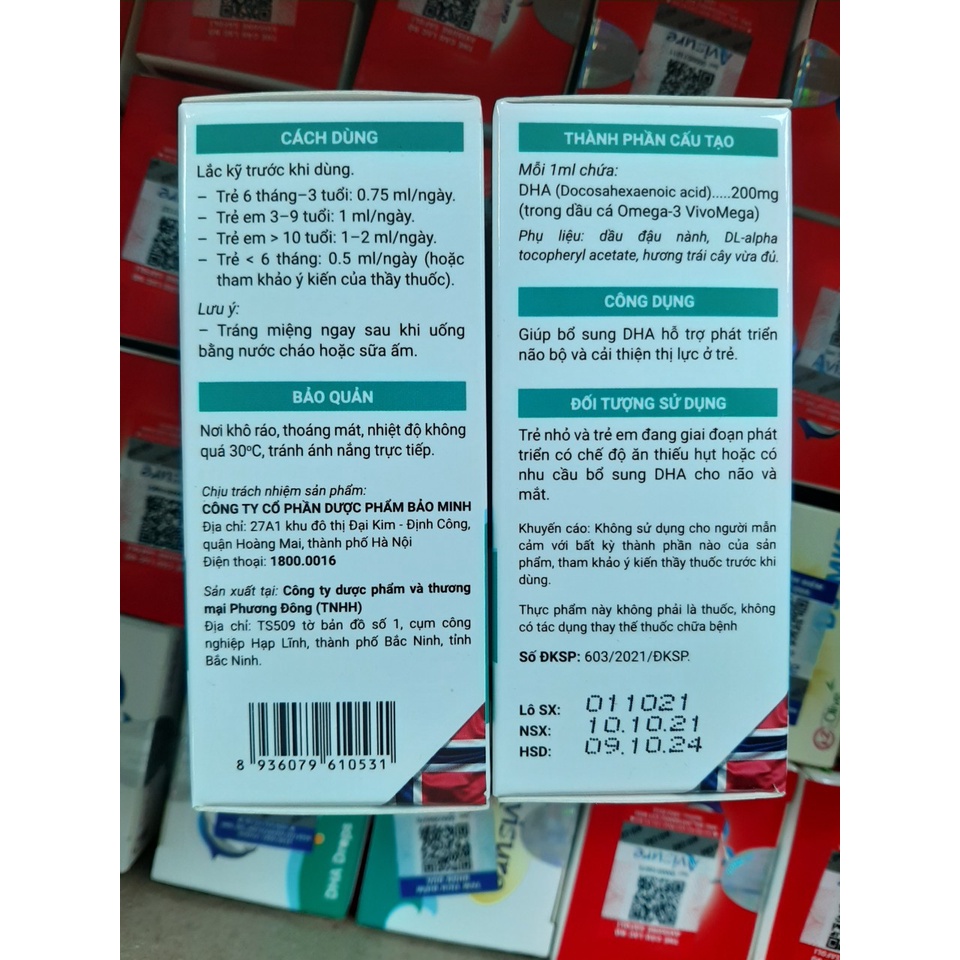 CÁCH DÙNG
Lắc kỹ trước khi dùng.
– Trẻ 6 tháng–3 tuổi: 0.75 ml/ngày.
– Trẻ em 3–9 tuổi: 1 ml/ngày.
– Trẻ em > 10 tuổi: 1–2 ml/ngày.
– Trẻ < 6 tháng: 0.5 ml/ngày (hoặc
tham khảo ý kiến của thầy thuốc).
Lưu ý:
– Tráng miệng ngay sau khi uống
bằng nước cháo hoặc sữa ấm.
BẢO QUẢN
Nơi khô ráo, thoáng mát, nhiệt độ không
quá 30ºC, tránh ánh nắng trực tiếp.
Chịu trách nhiệm sản phẩm:
CÔNG TY CỔ PHẦN DƯỢC PHẨM BẢO MINH
Địa chỉ: 27A1 khu đô thị Đại Kim - Định Công,
quận Hoàng Mai, thành phố Hà Nội
Điện thoại: 1800.0016
Sản xuất tại: Công ty dược phẩm và thương
mại Phương Đông (TNHH)
Địa chỉ: TS509 tờ bản đồ số 1, cụm công
nghiệp Hạp Lĩnh, thành phố Bắc Ninh, tỉnh
Bắc Ninh.
8 936079 610531
THÀNH PHẦN CẤU TẠO
Mỗi 1ml chứa:
DHA (Docosahexaenoic acid).....200mg
(trong dầu cá Omega-3 VivoMega)
Phụ liệu: dầu đậu nành, DL-alpha
tocopheryl acetate, hương trái cây vừa đủ.
CÔNG DỤNG
Giúp bổ sung DHA hỗ trợ phát triển
não bộ và cải thiện thị lực ở trẻ.
ĐỐI TƯỢNG SỬ DỤNG
Trẻ nhỏ và trẻ em đang giai đoạn phát
triển có chế độ ăn thiếu hụt hoặc có
nhu cầu bổ sung DHA cho não và
mắt.
Khuyến cáo: Không sử dụng cho người mẫn
cảm với bất kỳ thành phần nào của sản
phẩm, tham khảo ý kiến thầy thuốc trước khi
dùng.
Thực phẩm này không phải là thuốc, không
có tác dụng thay thế thuốc chữa bệnh
Số ĐKSP: 603/2021/ĐKSP.
Lô SX: 011021
NSX: 10.10.21
HSD: 09.10.24
Avisure
DHA Drops
Avisure